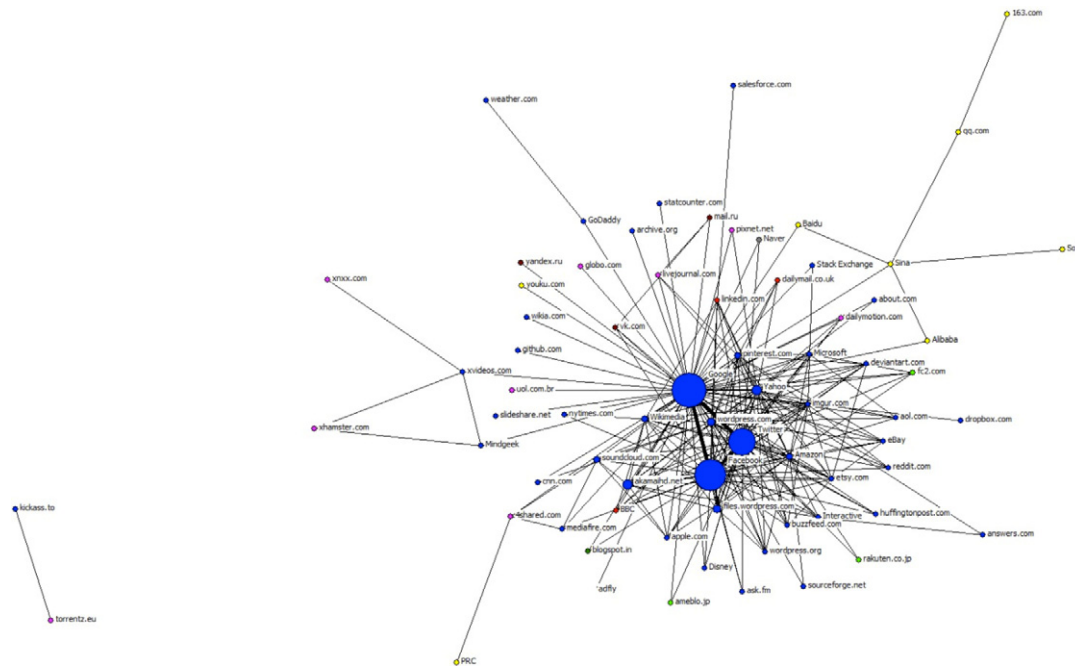 163.com
salesforce.com
weather.com
qq.com
statcounter.com
mail.ru
GoDaddy
archive.org
pixnet.net
Baidu
Naver
So
yandex.ru
globo.com
livejournal.com
Stack Exchange
Sina
xnxx.com
youku.com
dailymail.co.uk
linkedin.com
about.com
wikia.com
vk.com
dailymotion.com
github.com
pinterest.com
Microsoft
Alibaba
xvideos.com
Google
deviantart.com
fc2.com
uol.com.br
Yahoo
imgur.com
slideshare.net
nytimes.com
Wikimedia
wordpress.com
Twitter
aol.com
dropbox.com
xhamster.com
Mindgeek
eBay
soundcloud.com
Facebook
Amazon
reddit.com
cnn.com
akamaihd.net
etsy.com
kickass.to
4shared.com
BBC
files.wordpress.com
Interactive
huffingtonpost.com
mediafire.com
apple.com
buzzfeed.com
answers.com
blogspot.in
wordpress.org
rakuten.co.jp
Disney
adfly
ask.fm
sourceforge.net
ameblo.jp
torrentz.eu
PRC